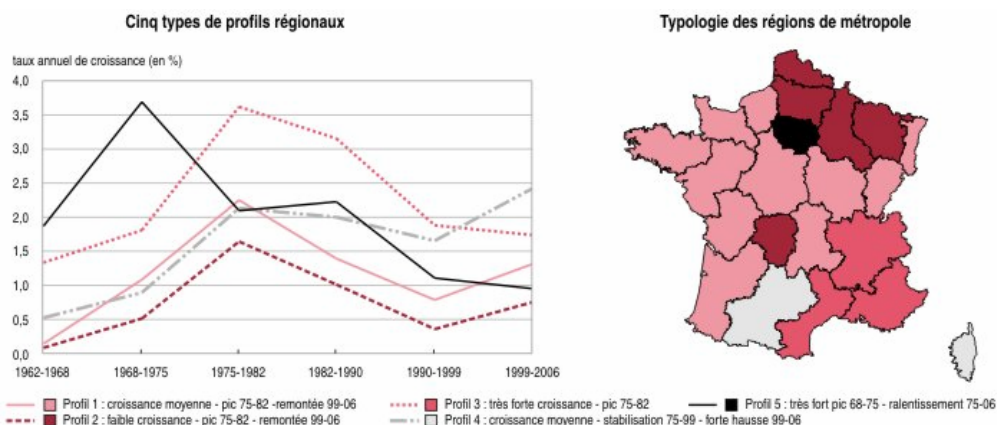 Cinq types de profils régionaux
Typologie des régions de métropole
taux annuel de croissance (en %)
4,0
3,5
3,0
2,5
2,0
1,5
1,0
0,5
0,0
1962-1968 1968-1975 1975-1982 1982-1990 1990-1999 1999-2006
Profil 1 : croissance moyenne - pic 75-82 -remontée 99-06
Profil 3 : très forte croissance - pic 75-82
Profil 5 : très fort pic 68-75 - ralentissement 75-06
Profil 2 : faible croissance - pic 75-82 - remontée 99-06
Profil 4 : croissance moyenne - stabilisation 75-99 - forte hausse 99-06